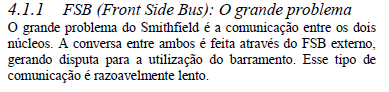 4.1.1 FSB (Front Side Bus): O grande problema
O grande problema do Smithfield é a comunicação entre os dois
núcleos. A conversa entre ambos é feita através do FSB externo,
gerando disputa para a utilização do barramento. Esse tipo de
comunicação é razoavelmente lento.